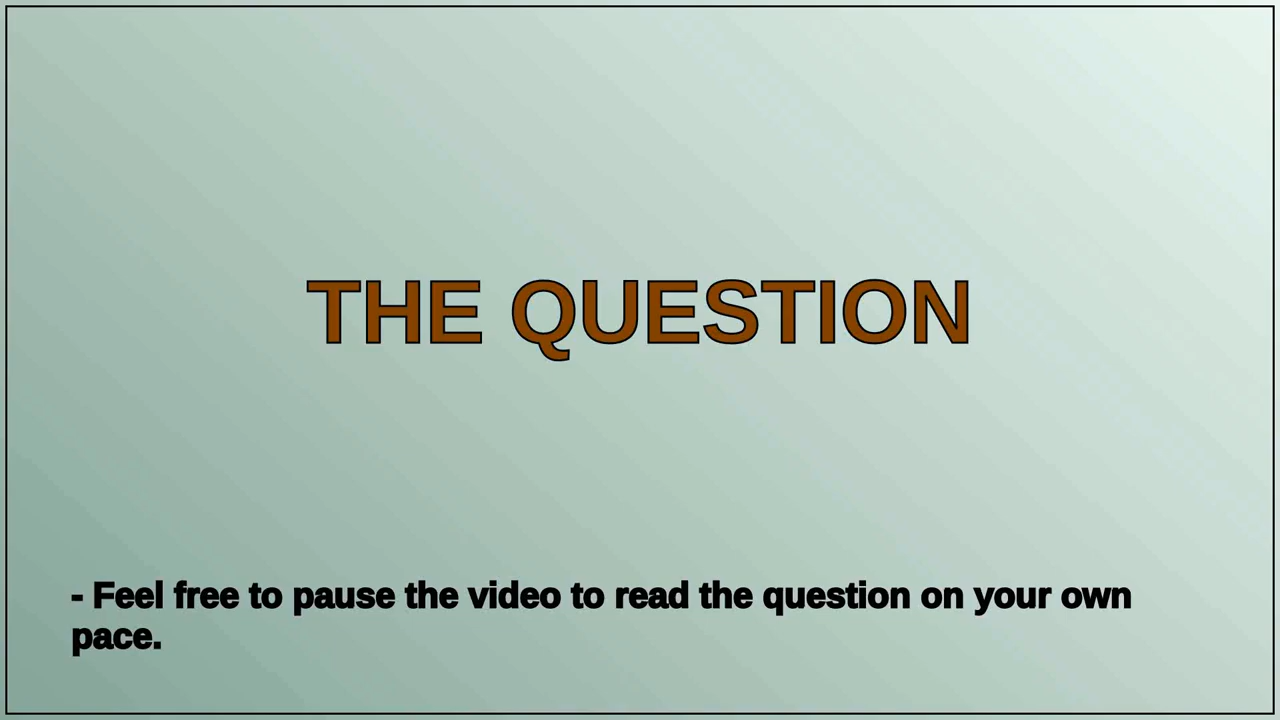 THE QUESTION
- Feel free to pause the video to read the question on your own
pace.